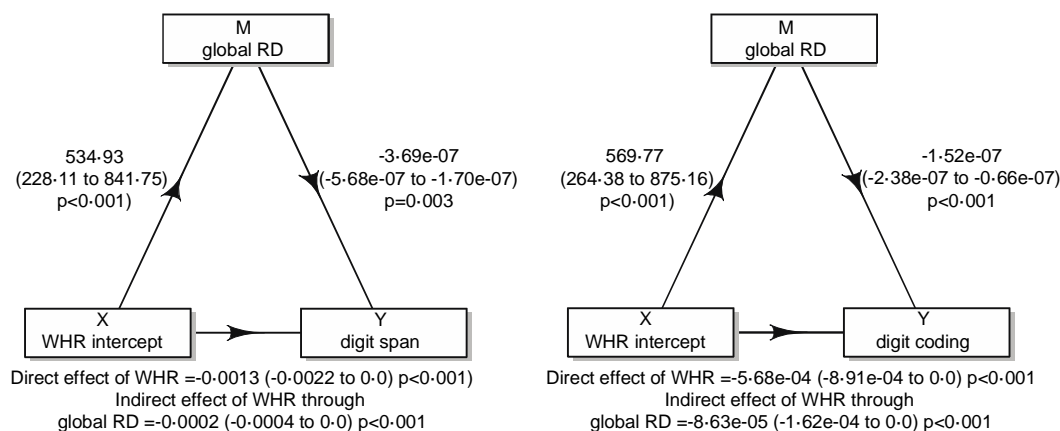 M
global RD
534·93
(228·11 to 841·75)
p<0·001)
-3·69e-07
(-5·68e-07 to -1·70e-07)
p=0·003
X
WHR intercept
Y
digit span
Direct effect of WHR =-0·0013 (-0·0022 to 0·0) p<0·001)
Indirect effect of WHR through
global RD =-0·0002 (-0·0004 to 0·0) p<0·001
M
global RD
569·77
(264·38 to 875·16)
p<0·001)
-1·52e-07
(-2·38e-07 to -0·66e-07)
p<0·001
X
WHR intercept
Y
digit coding
Direct effect of WHR =-5·68e-04 (-8·91e-04 to 0·0) p<0·001
Indirect effect of WHR through
global RD =-8·63e-05 (-1·62e-04 to 0·0) p<0·001